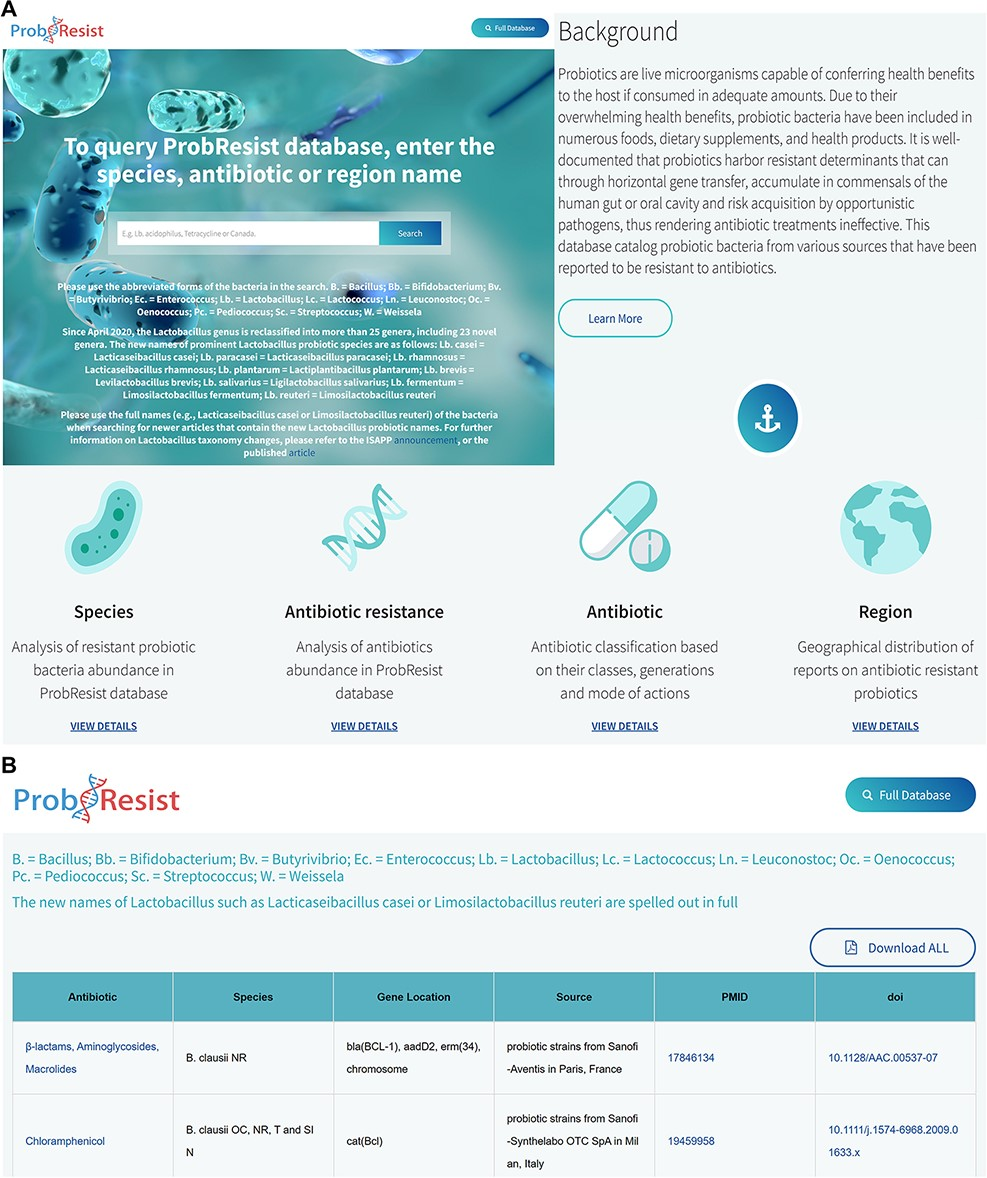 A
ProbResist
Full Database
To query ProbResist database, enter the
species, antibiotic or region name
E.g. Lb. acidophilus, Tetracycline or Canada.
Search
Please use the abbreviated forms of the bacteria in the search. B. = Bacillus; Bb. = Bifidobacterium; Bv.
= Butyrivibrio; Ec. = Enterococcus; Lb. = Lactobacillus; Lc. = Lactococcus; Ln. = Leuconostoc; Oc. =
Oenococcus; Pc. = Pediococcus; Sc. = Streptococcus; W. = Weissela
Since April 2020, the Lactobacillus genus is reclassified into more than 25 genera, including 23 novel
genera. The new names of prominent Lactobacillus probiotic species are as follows: Lb. casei =
Lacticaseibacillus casei; Lb. paracasei = Lacticaseibacillus paracasei; Lb. rhamnosus =
Lacticaseibacillus rhamnosus; Lb. plantarum = Lactiplantibacillus plantarum; Lb. brevis =
Levilactobacillus brevis; Lb. salivarius = Ligilactobacillus salivarius; Lb. fermentum =
Limosilactobacillus fermentum; Lb. reuteri = Limosilactobacillus reuteri
Please use the full names (e.g., Lacticaseibacillus casei or Limosilactobacillus reuteri) of the bacteria
when searching for newer articles that contain the new Lactobacillus probiotic names. For further
information on Lactobacillus taxonomy changes, please refer to the ISAPP announcement, or the
published article
Background
Probiotics are live microorganisms capable of conferring health benefits
to the host if consumed in adequate amounts. Due to their
overwhelming health benefits, probiotic bacteria have been included in
numerous foods, dietary supplements, and health products. It is well-
documented that probiotics harbor resistant determinants that can
through horizontal gene transfer, accumulate in commensals of the
human gut or oral cavity and risk acquisition by opportunistic
pathogens, thus rendering antibiotic treatments ineffective. This
database catalog probiotic bacteria from various sources that have been
reported to be resistant to antibiotics.
Learn More
Species
Analysis of resistant probiotic
bacteria abundance in
ProbResist database
VIEW DETAILS
Antibiotic resistance
Analysis of antibiotics
abundance in ProbResist
database
VIEW DETAILS
Antibiotic
Antibiotic classification based
on their classes, generations
and mode of actions
VIEW DETAILS
Region
Geographical distribution of
reports on antibiotic resistant
probiotics
VIEW DETAILS
B
ProbResist
Full Database
B. = Bacillus; Bb. = Bifidobacterium; Bv. = Butyrivibrio; Ec. = Enterococcus; Lb. = Lactobacillus; Lc. = Lactococcus; Ln. = Leuconostoc; Oc. = Oenococcus;
Pc. = Pediococcus; Sc. = Streptococcus; W. = Weissela
The new names of Lactobacillus such as Lacticaseibacillus casei or Limosilactobacillus reuteri are spelled out in full
Download ALL
Antibiotic
Species
Gene Location
Source
PMID
doi
β-lactams, Aminoglycosides,
Macrolides
B. clausii NR
bla(BCL-1), aadD2, erm(34),
chromosome
probiotic strains from Sanofi
-Aventis in Paris, France
17846134
10.1128/AAC.00537-07
Chloramphenicol
B. clausii OC, NR, T and SI
N
cat(Bcl)
probiotic strains from Sanofi
-Synthelabo OTC SpA in Mil
an, Italy
19459958
10.1111/j.1574-6968.2009.0
1633.x